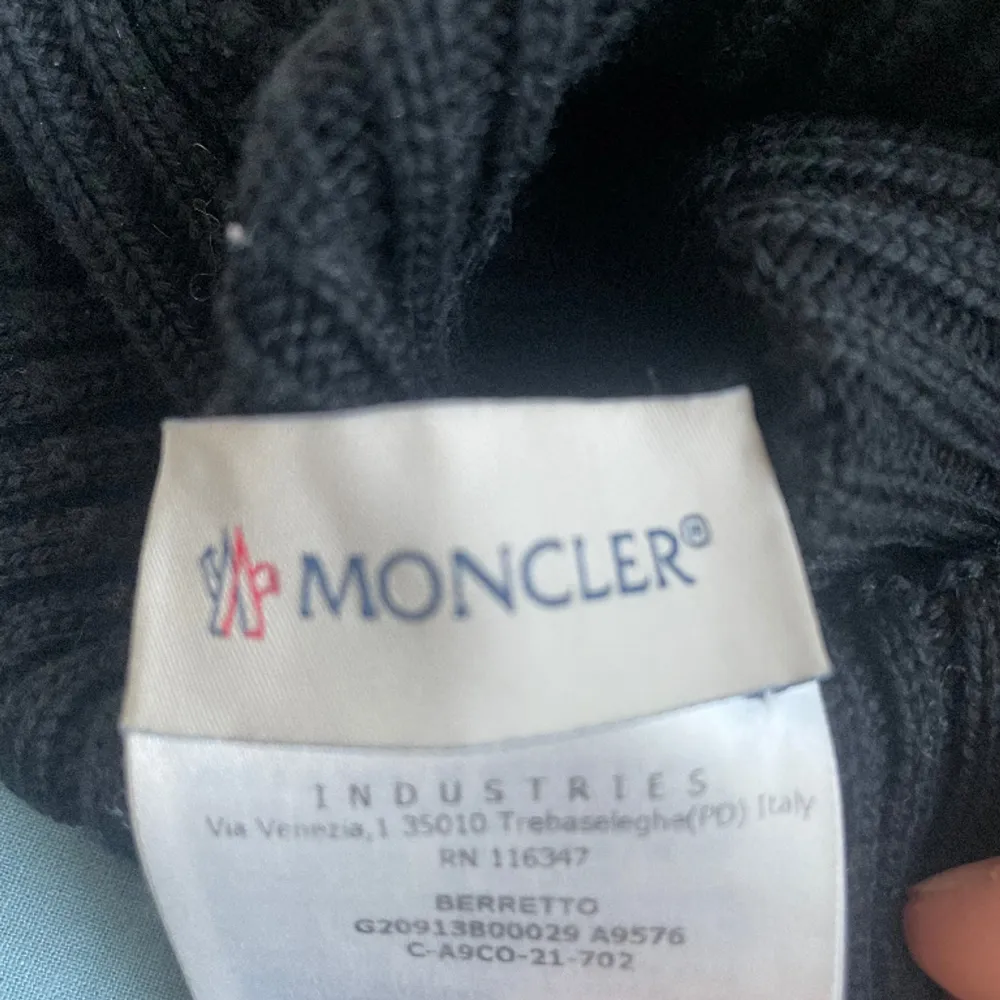 MONCLER®
INDUSTRIES
Via Venezia,1 35010 Trebaseleghe(PD) Italy
RN 116347
BERRETTO
G20913B00029 A9576
C-A9CO-21-702